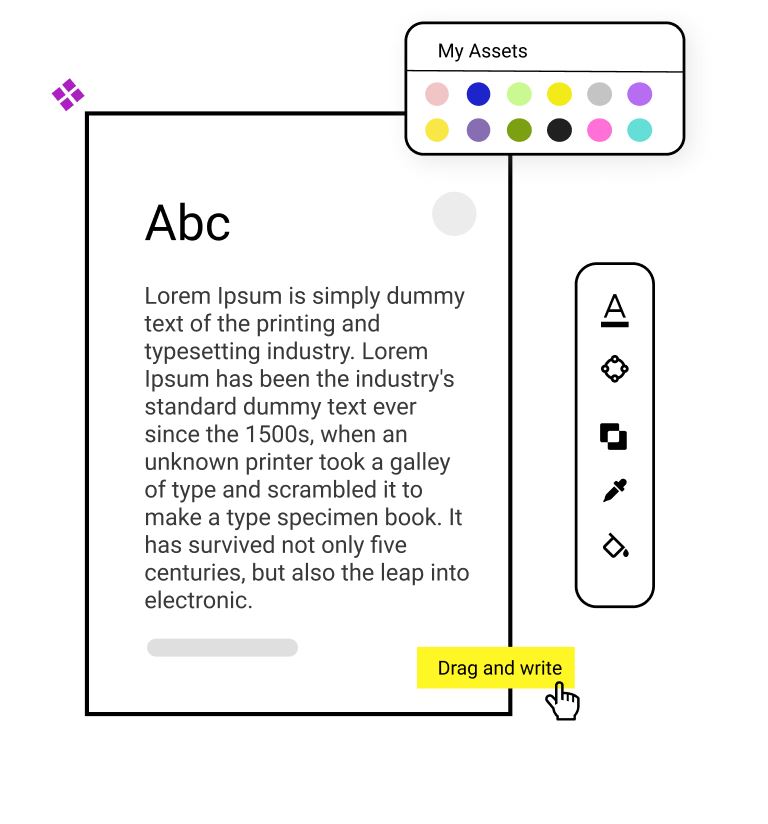 My Assets
Abc
Lorem Ipsum is simply dummy
text of the printing and
typesetting industry. Lorem
Ipsum has been the industry's
standard dummy text ever
since the 1500s, when an
unknown printer took a galley
of type and scrambled it to
make a type specimen book. It
has survived not only five
centuries, but also the leap into
electronic.
A
Drag and write